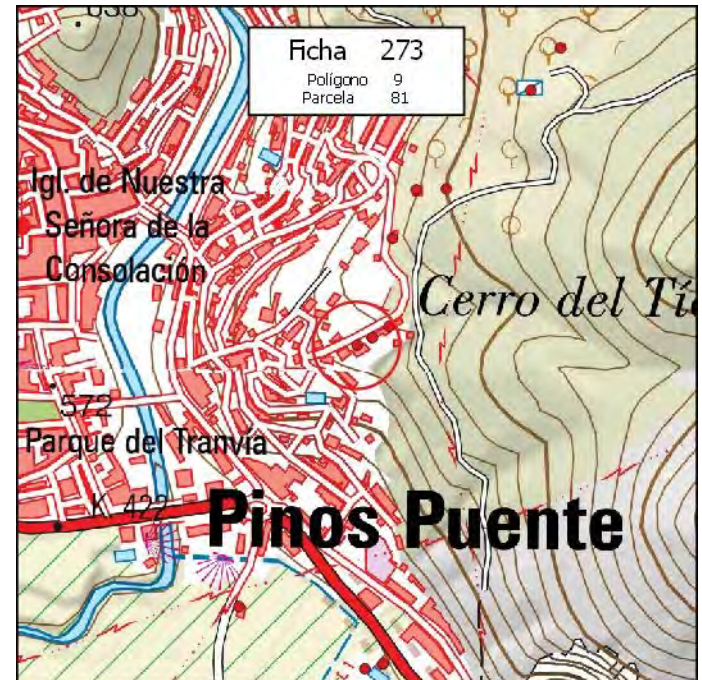 Ficha 273
Polígono 9
Parcela 81
Igl. de Nuestra
Señora de la
Consolación
Cerro del Tí
572
Parque del Tranvía
K. 422
Pinos Puente